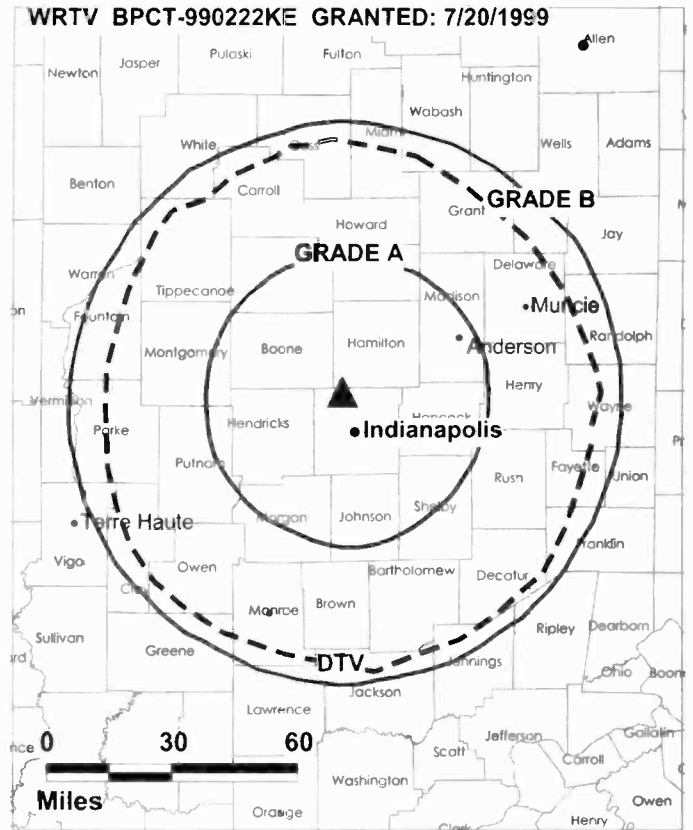 WRTV BPCT-990222KE GRANTED: 7/20/1999
Allen
Newton
Jasper
Pulaski
Fulton
Huntington
Wabash
White
Cass
Miami
Wells
Adams
Benton
Carroll
Grant
GRADE B
Howard
Jay
GRADE A
Delaware
Warren
Tippecanoe
Madison
Muncie
Fountain
Randolph
Montgomery
Boone
Hamilton
Anderson
Henry
Vermilion
Wayne
Parke
Hendricks
Hancock
Indianapolis
Putnam
Fayette
Union
Rush
Shelby
Terre Haute
Morgan
Johnson
Franklin
Vigo
Owen
Bartholomew
Decatur
Clay
Monroe
Brown
Ripley
Dearborn
Sullivan
Greene
DTV
Jennings
Ohio
Boon
Jackson
Lawrence
0 30 60
Jefferson
Gallatin
nce
Scott
Carroll
Miles
Washington
Owen
Orange
Clark
Henry